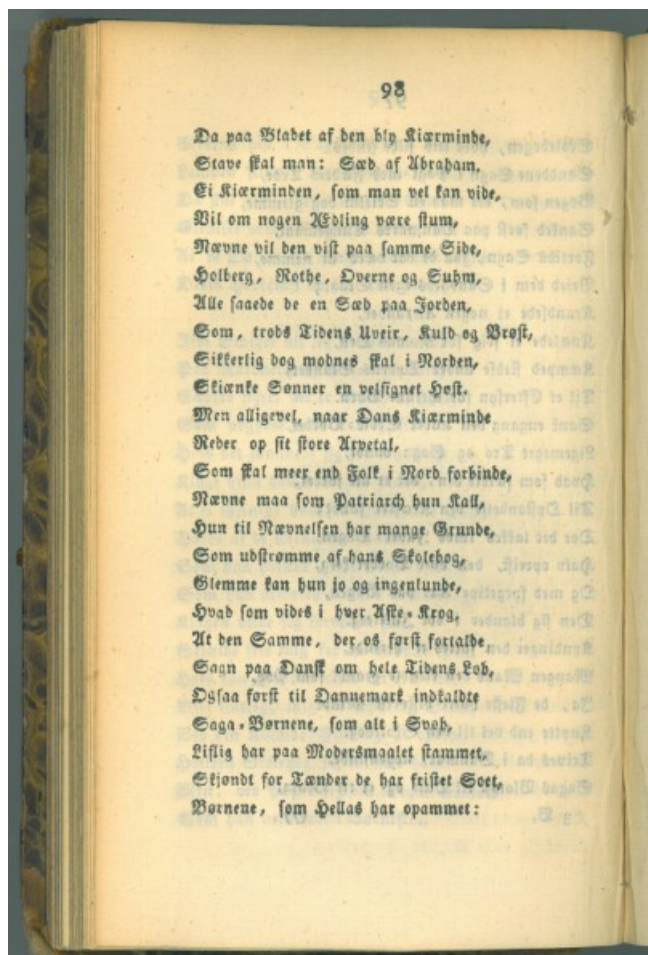 98
Da paa Bladet af den bly Kiærminde,
Stave skal man: Sæd af Abraham,
Ei Kiærminden, som man vel kan vide,
Vil om nogen Ædling være stum,
Nævne vil den vist paa samme Side,
Holberg, Rothe, Overne og Suhm,
Alle saaede de en Sæd paa Jorden,
Som, trods Tidens Uveir, Kuld og Brøst,
Sikkerlig dog modnes skal i Norden,
Skiænke Sønner en velsignet Høst.
Men alligevel, naar Dans Kiærminde
Reder op sit store Arvetal,
Som skal meer end Folk i Nord forbinde,
Nævne maa som Patriarch hun Kall,
Hun til Nævnelsen har mange Grunde,
Som udstrømme af hans Skolebog,
Glemme kan hun jo og ingenlunde,
Hvad som vides i hver Aske-Krog,
At den Samme, der os først fortalde
Sagn paa Dansk om hele Tidens Løb,
Ogsaa først til Dannemark indkaldte
Saga-Børnene, som alt i Svøb,
Liflig har paa Modersmaalet stammet,
Skjøndt for Tænder de har fristet Soet,
Børnene, som Hellas har opammet: